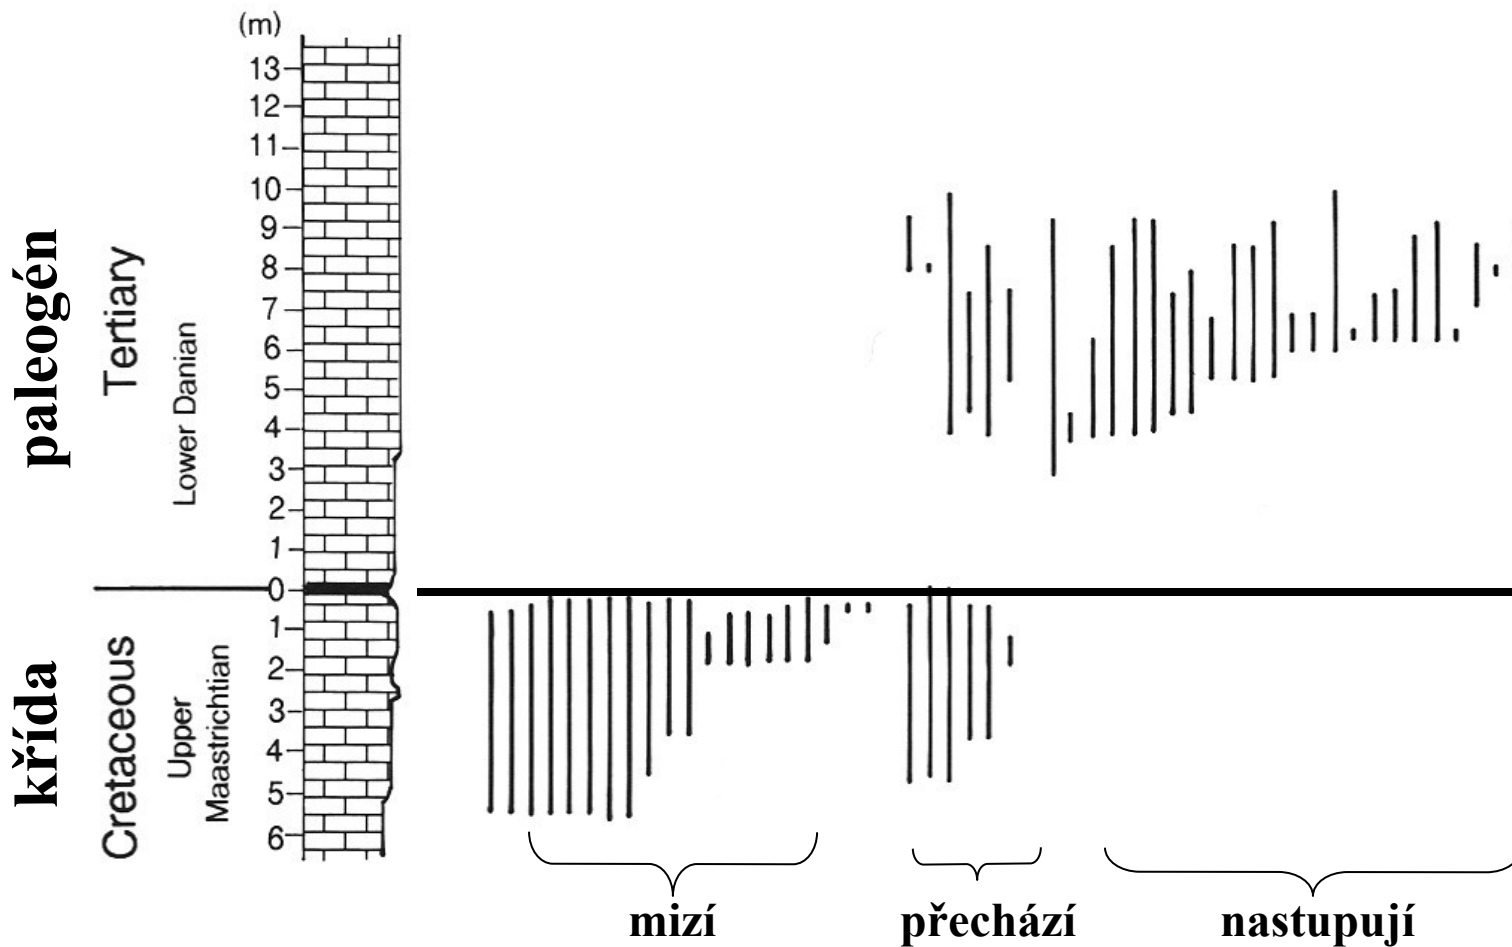 (m)
13
12
11
10
9
8
7
6
5
4
3
2
1
0
1
2
3
4
5
6
paleogén
Tertiary
Lower Danian
křída
Cretaceous
Upper
Maastrichtian
mizí
přechází
nastupují